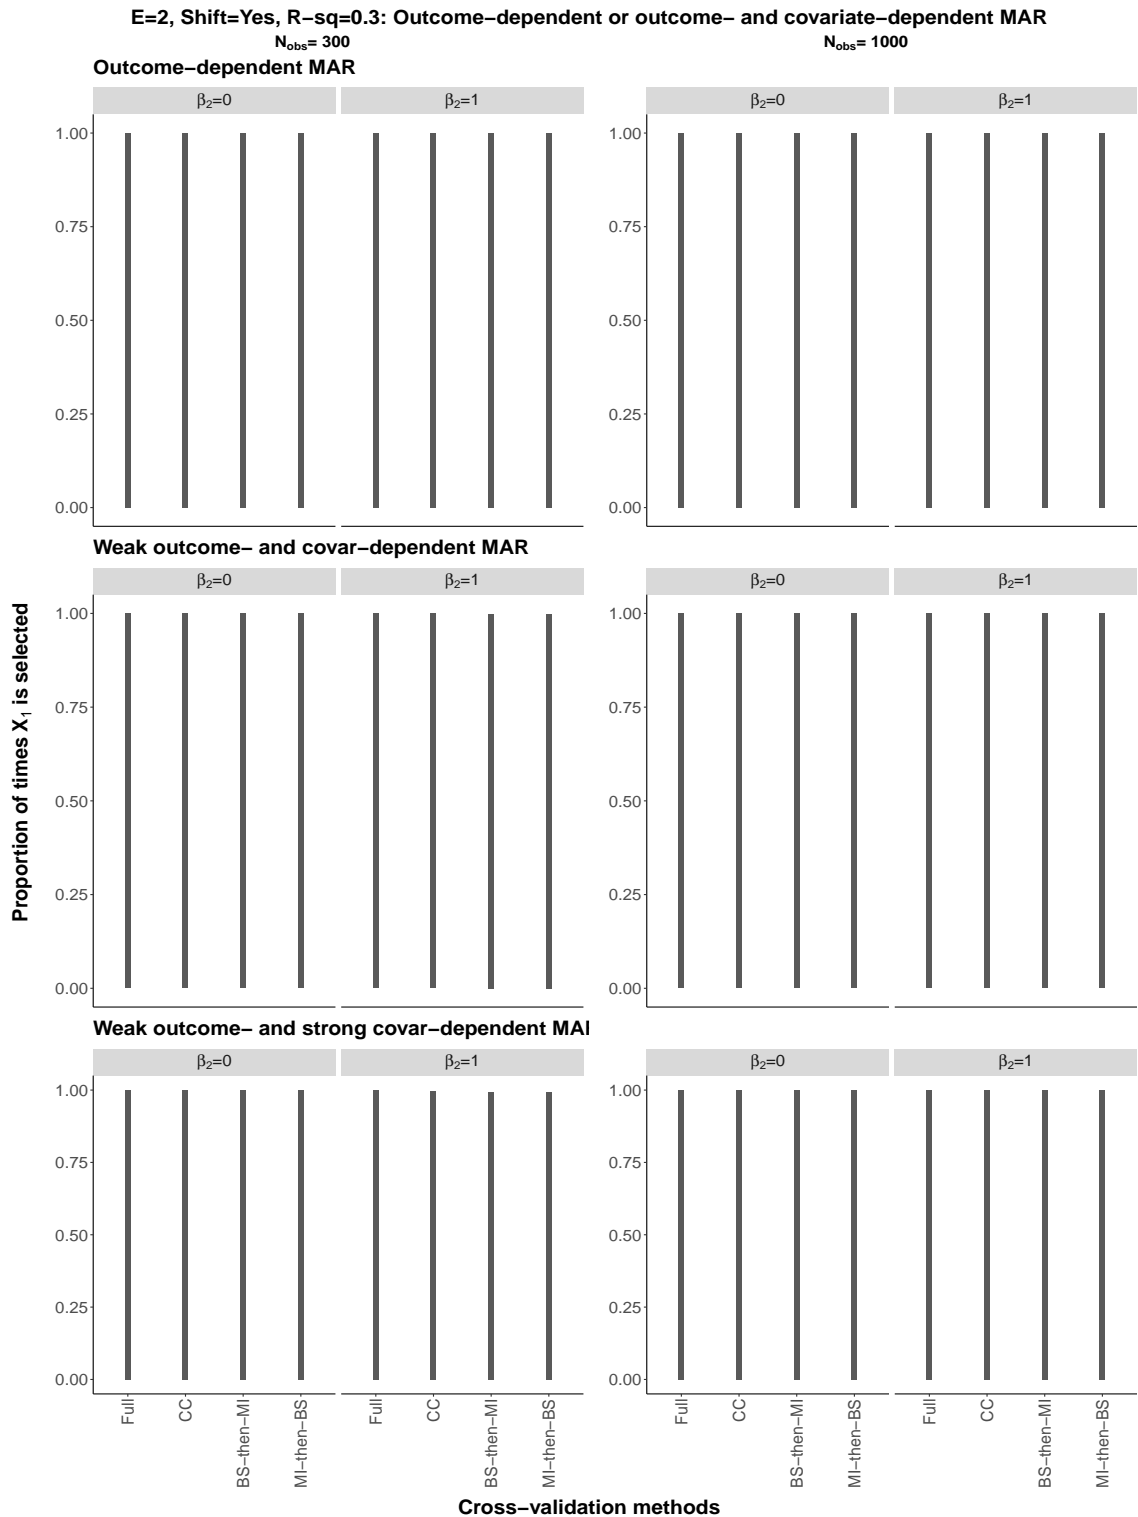 E=2, Shift=Yes, R−sq=0.3: Outcome−dependent or outcome− and covariate−dependent MAR
Nobs= 300
Nobs= 1000
Outcome−dependent MAR
β2=0
β2=1
β2=0
β2=1
1.00
0.75
0.50
0.25
0.00
1.00
0.75
0.50
0.25
0.00
Weak outcome− and covar−dependent MAR
β2=0
β2=1
β2=0
β2=1
1.00
0.75
0.50
0.25
0.00
1.00
0.75
0.50
0.25
0.00
Proportion of times X1 is selected
Weak outcome− and strong covar−dependent MAI
β2=0
β2=1
β2=0
β2=1
1.00
0.75
0.50
0.25
0.00
1.00
0.75
0.50
0.25
0.00
Full
CC
BS−then−MI
MI−then−BS
Full
CC
BS−then−MI
MI−then−BS
Full
CC
BS−then−MI
MI−then−BS
Full
CC
BS−then−MI
MI−then−BS
Cross−validation methods